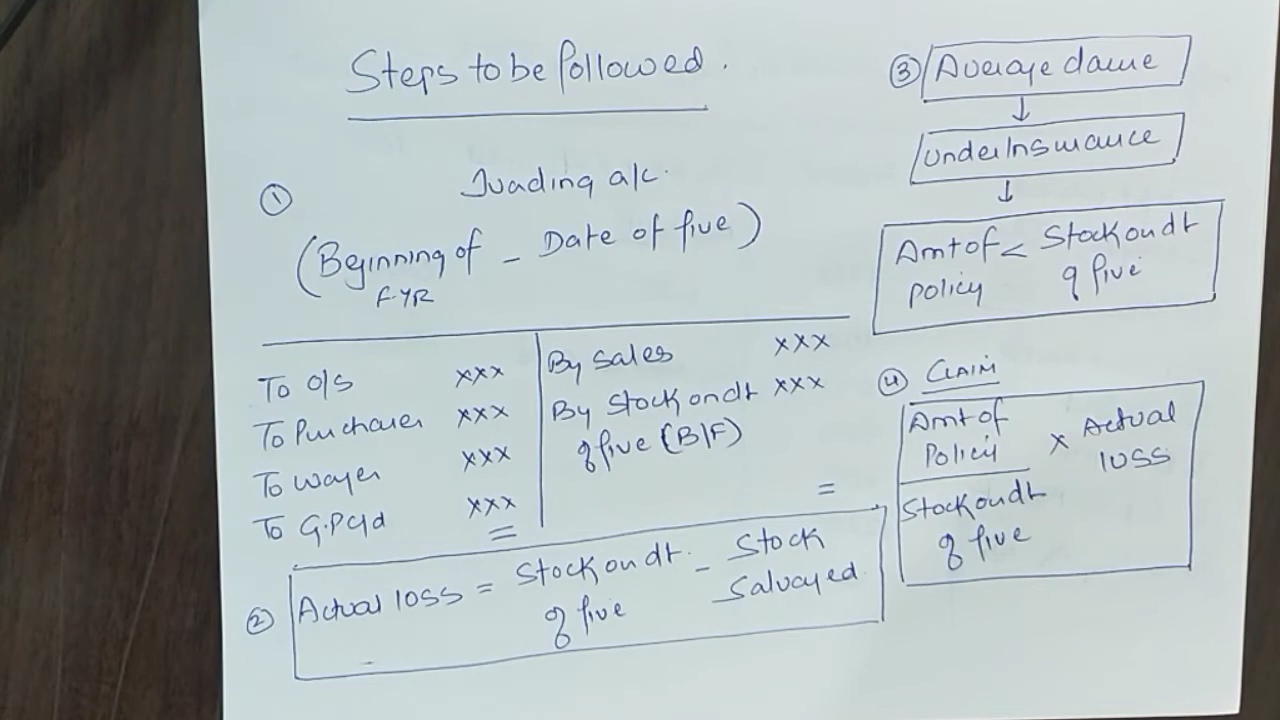 Steps to be followed.
① Trading a/c.
(Beginning of - Date of fire)
F.YR
To O/S xxx
To Purchases xxx
To Wages xxx
To G.P c/d xxx
=
By Sales xxx
By Stock on dt xxx
of fire (B/F)
=
② Actual loss = Stock on dt. - Stock
of fire Salvaged.
③ Average clause
↓
Under Insurance
↓
Amt of < Stock on dt
policy of fire
④ CLAIM
Amt of
Policy × Actual
loss
Stock on dt
of fire